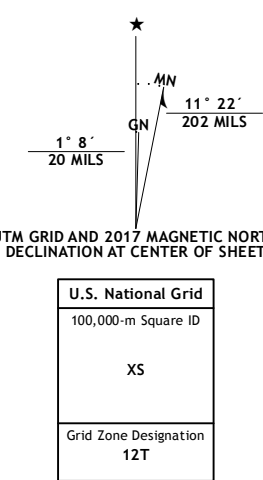 MN
11° 22´
202 MILS
GN
1° 8´
20 MILS
UTM GRID AND 2017 MAGNETIC NORT
DECLINATION AT CENTER OF SHEET
U.S. National Grid
100,000-m Square ID
XS
Grid Zone Designation
12T